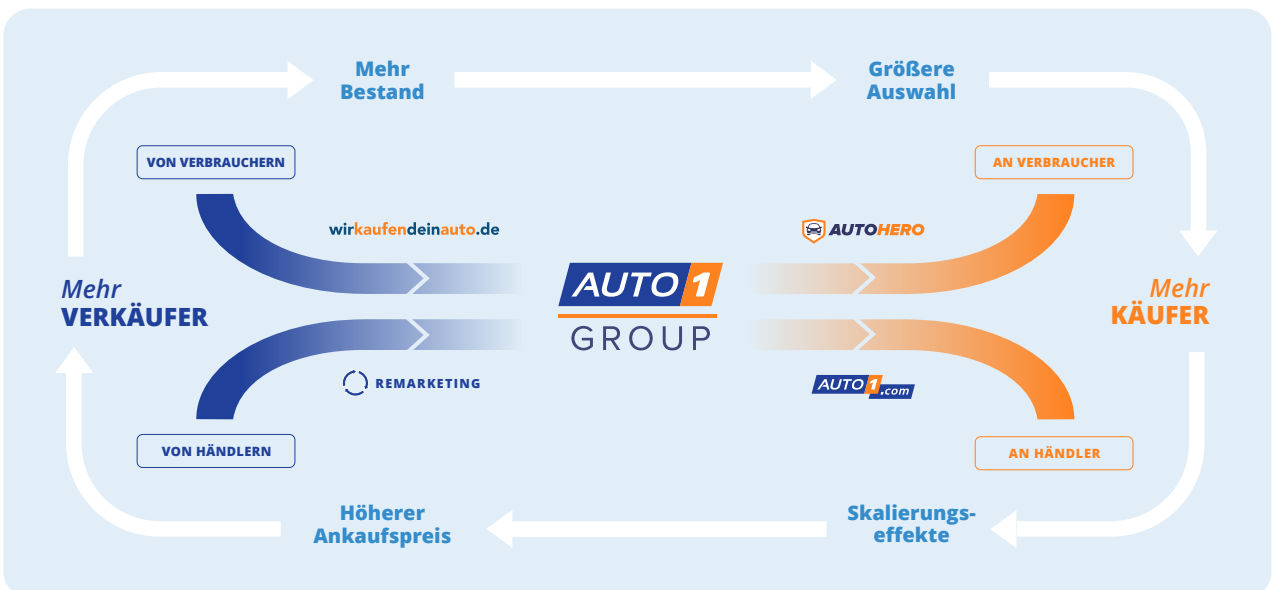 Mehr
Bestand
Größere
Auswahl
VON VERBRAUCHERN
AN VERBRAUCHER
wirkaufendeinauto.de
AUTOHERO
Mehr
VERKÄUFER
AUTO1
GROUP
Mehr
KÄUFER
REMARKETING
AUTO1.com
VON HÄNDLERN
AN HÄNDLER
Höherer
Ankaufspreis
Skalierungs-
effekte